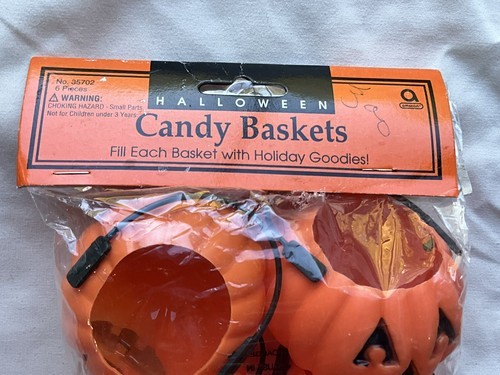 No. 35702
6 Pieces
⚠ WARNING:
CHOKING HAZARD - Small Parts.
Not for Children under 3 Years
HALLOWEEN
Candy Baskets
Fill Each Basket with Holiday Goodies!